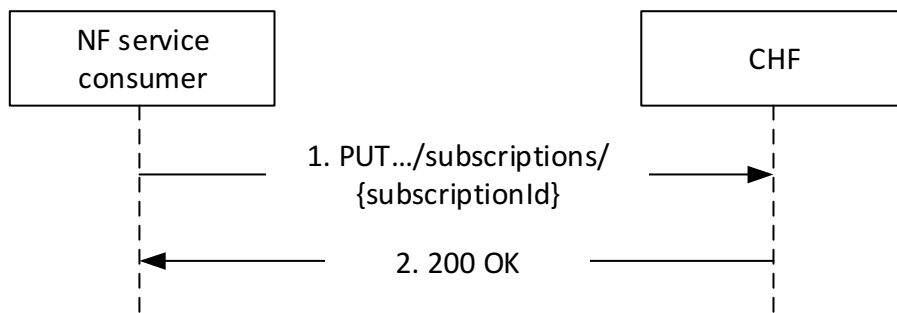 NF service
consumer
CHF
1. PUT.../subscriptions/
{subscriptionId}
2. 200 OK